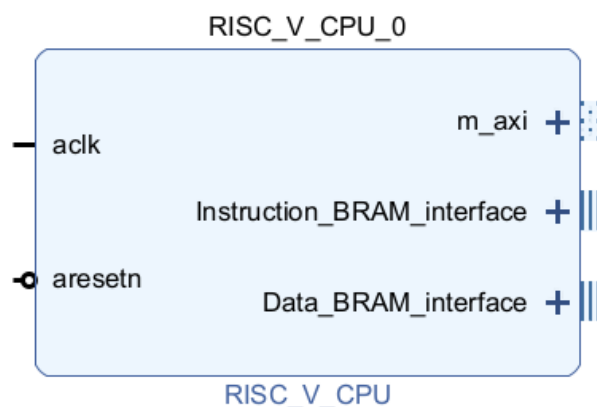 RISC_V_CPU_0
aclk
aresetn
m_axi
Instruction_BRAM_interface
Data_BRAM_interface
RISC_V_CPU